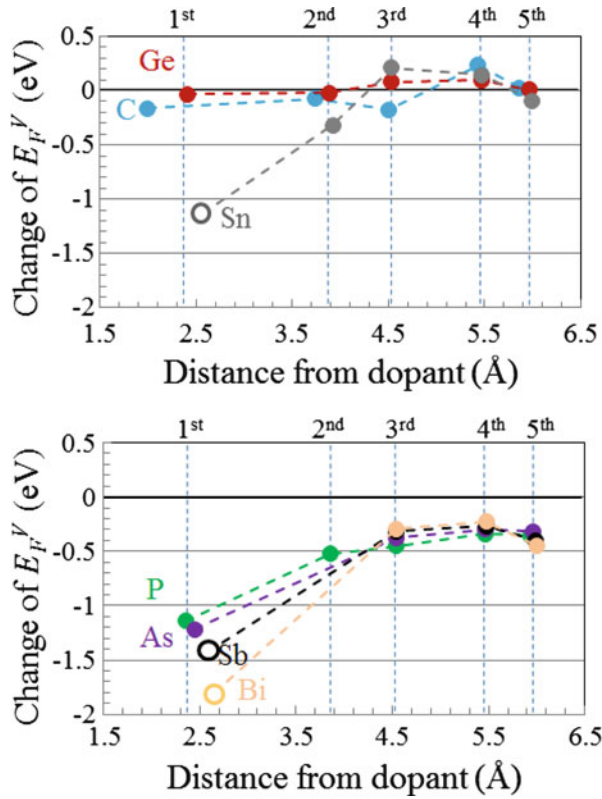 1st 2nd 3rd 4th 5th
0.5
0
-0.5
-1
-1.5
-2
Ge
C
Sn
Change of E_F^V (eV)
1.5 2.5 3.5 4.5 5.5 6.5
Distance from dopant (Å)
1st 2nd 3rd 4th 5th
0.5
0
-0.5
-1
-1.5
-2
P
As
Sb
Bi
Change of E_F^V (eV)
1.5 2.5 3.5 4.5 5.5 6.5
Distance from dopant (Å)